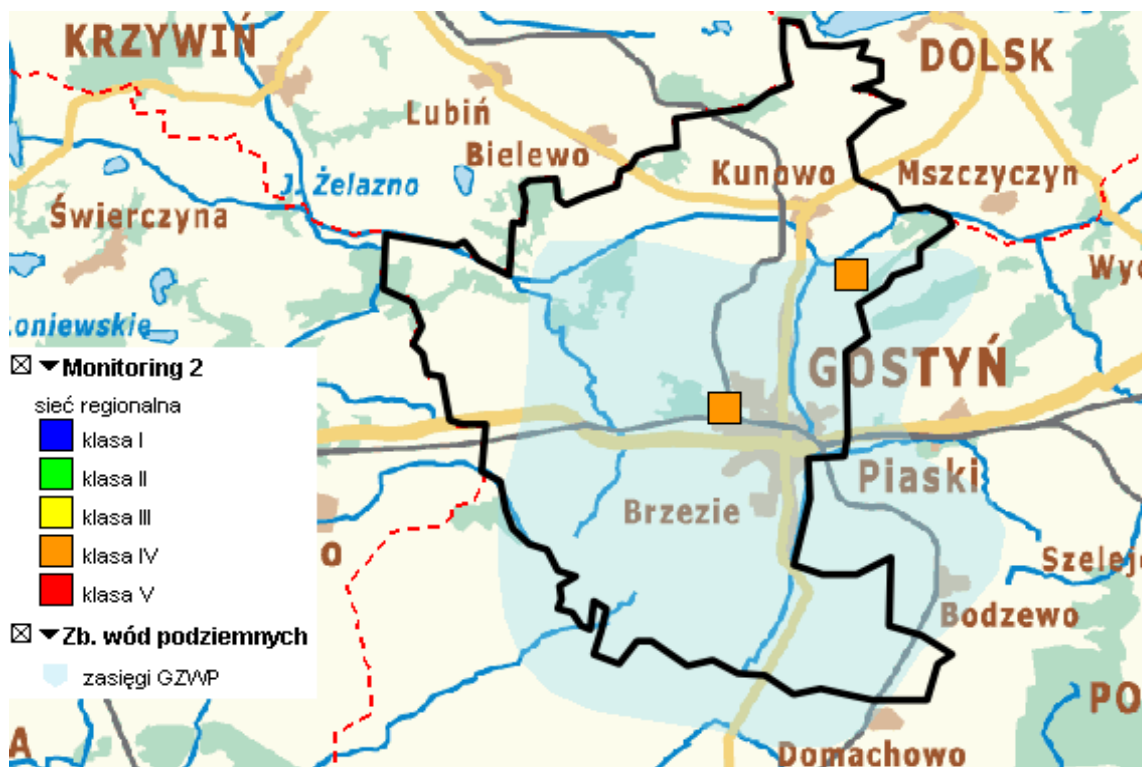 KRZYWIŃ
DOLSK
Lubiń
Bielewo
Kunowo
Mszczyczyn
J. Żelazno
Świerczyna
Wyc
oniewskie
GOSTYŃ
Monitoring 2
sieć regionalna
klasa I
klasa II
klasa III
klasa IV
klasa V
Piaski
Brzezie
O
Szelej
Bodzewo
Zb. wód podziemnych
zasięgi GZWP
PO
A
Domachowo